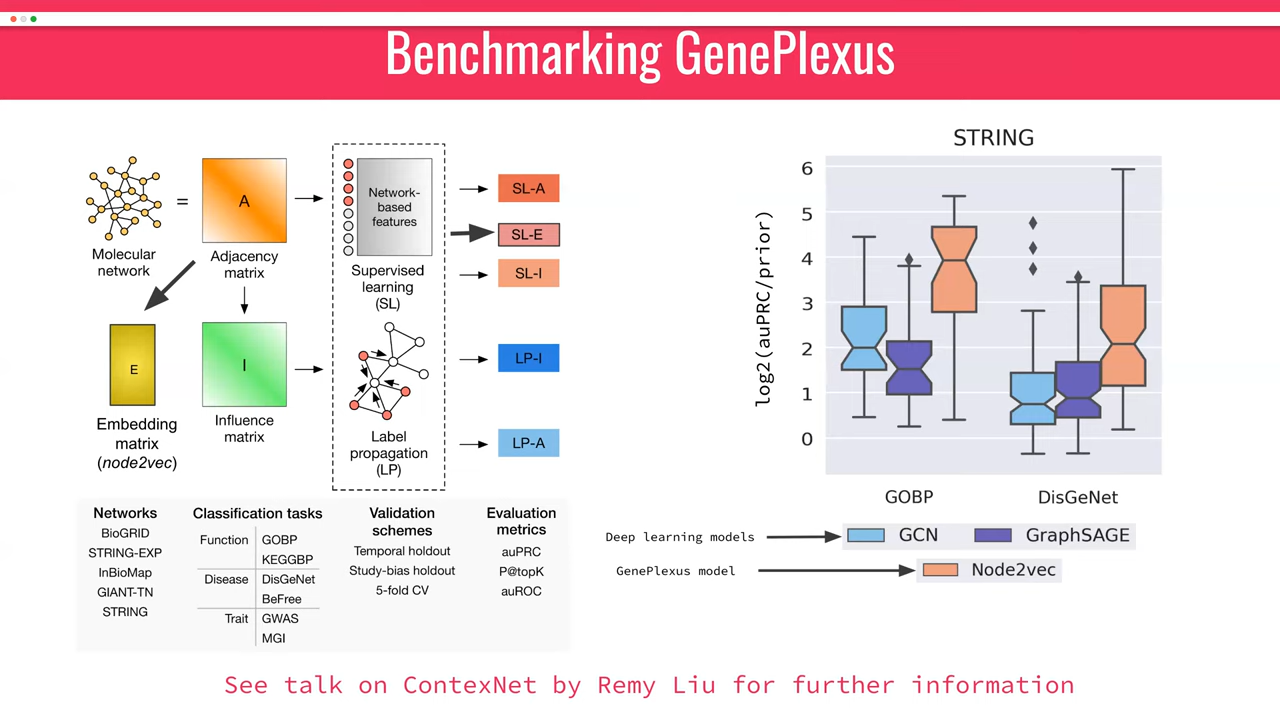 Benchmarking GenePlexus
Molecular
network
=
A
Adjacency
matrix
E
Embedding
matrix
(node2vec)
I
Influence
matrix
Network-
based
features
Supervised
learning
(SL)
Label
propagation
(LP)
SL-A
SL-E
SL-I
LP-I
LP-A
Networks
BioGRID
STRING-EXP
InBioMap
GIANT-TN
STRING
Classification tasks
Function
GOBP
KEGGBP
Disease
DisGeNet
BeFree
Trait
GWAS
MGI
Validation
schemes
Temporal holdout
Study-bias holdout
5-fold CV
Evaluation
metrics
auPRC
P@topK
auROC
STRING
log2(auPRC/prior)
6
5
4
3
2
1
0
GOBP
DisGeNet
Deep learning models
GCN
GraphSAGE
GenePlexus model
Node2vec
See talk on ContexNet by Remy Liu for further information